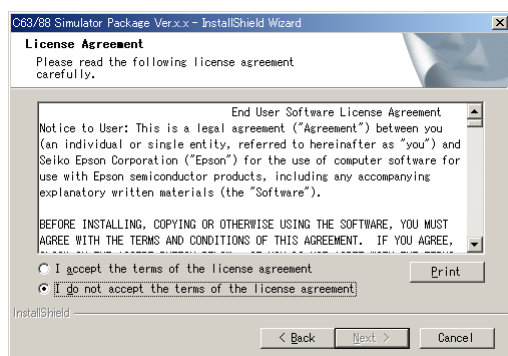 C63/88 Simulator Package Ver.x.x - InstallShield Wizard
License Agreement
Please read the following license agreement
carefully.
End User Software License Agreement
Notice to User: This is a legal agreement ("Agreement") between you
(an individual or single entity, referred to hereinafter as "you") and
Seiko Epson Corporation ("Epson") for the use of computer software for
use with Epson semiconductor products, including any accompanying
explanatory written materials (the "Software").
BEFORE INSTALLING, COPYING OR OTHERWISE USING THE SOFTWARE, YOU MUST
AGREE WITH THE TERMS AND CONDITIONS OF THIS AGREEMENT. IF YOU AGREE,
I accept the terms of the license agreement
Print
I do not accept the terms of the license agreement
InstallShield
< Back
Next >
Cancel